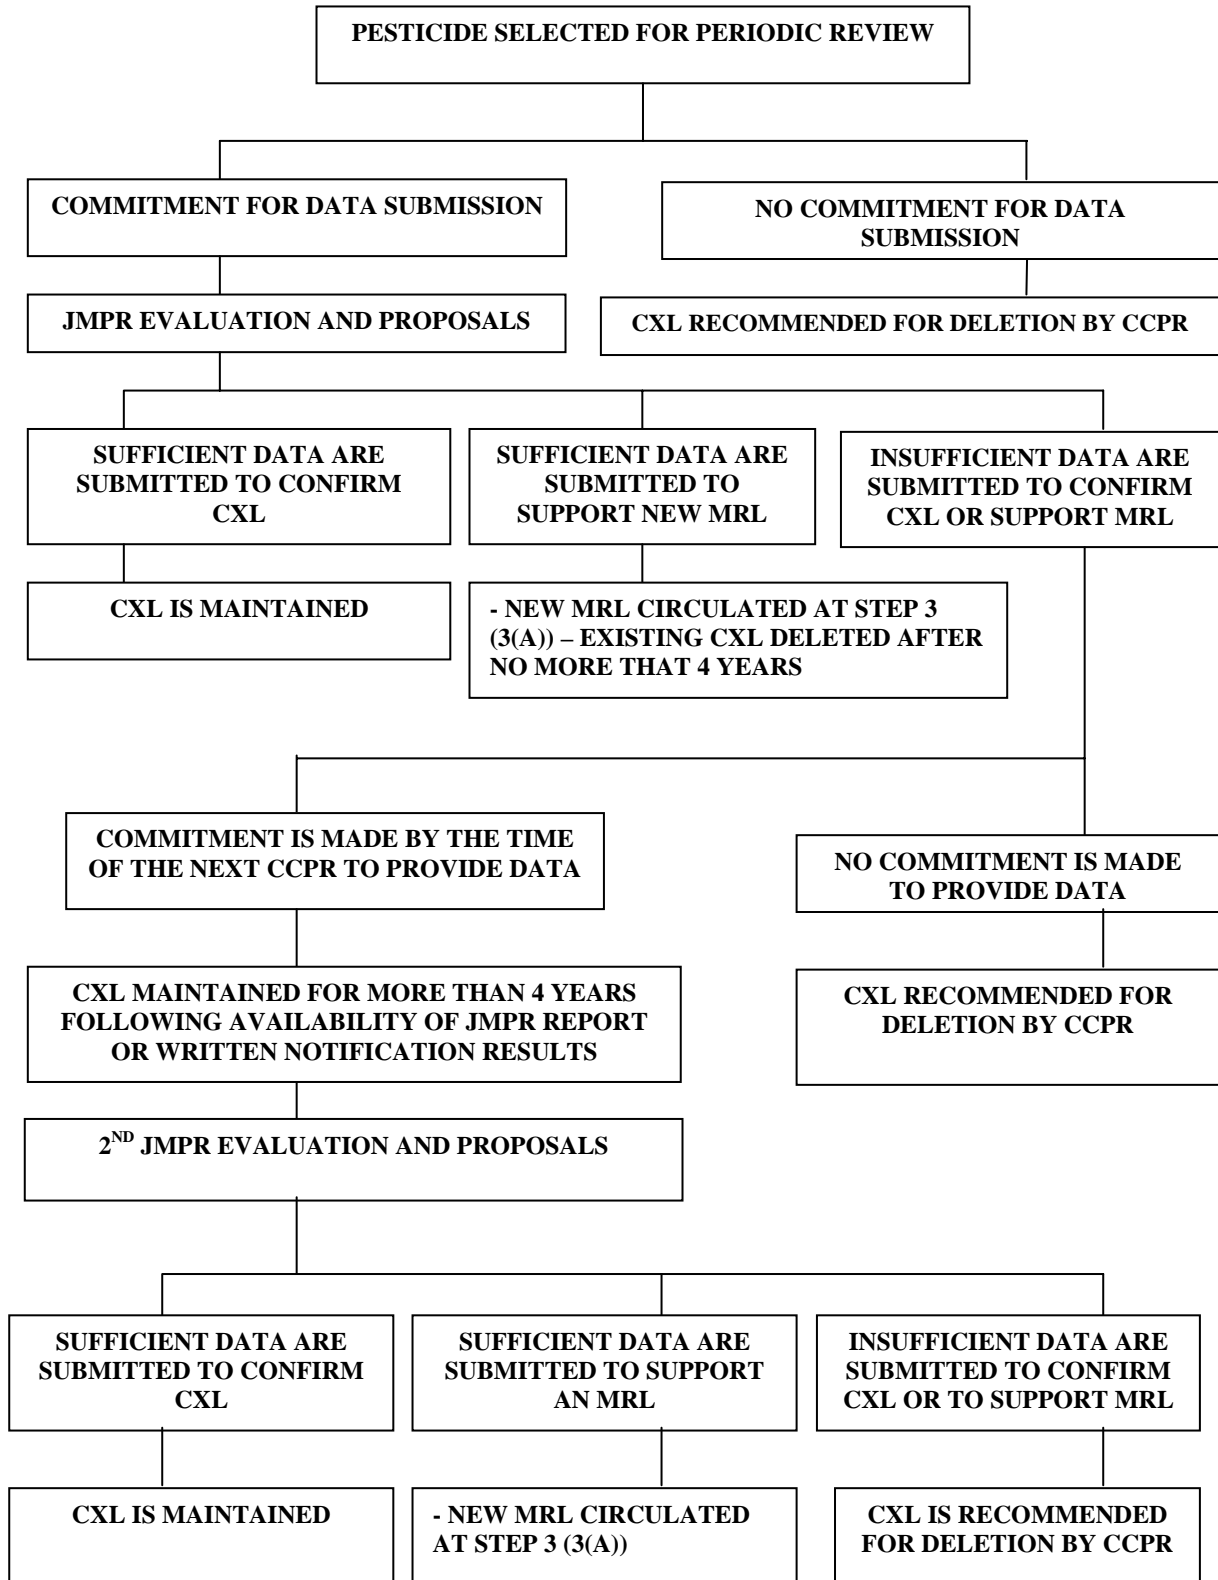 PESTICIDE SELECTED FOR PERIODIC REVIEW
COMMITMENT FOR DATA SUBMISSION
NO COMMITMENT FOR DATA
SUBMISSION
JMPR EVALUATION AND PROPOSALS
CXL RECOMMENDED FOR DELETION BY CCPR
SUFFICIENT DATA ARE
SUBMITTED TO CONFIRM
CXL
SUFFICIENT DATA ARE
SUBMITTED TO
SUPPORT NEW MRL
INSUFFICIENT DATA ARE
SUBMITTED TO CONFIRM
CXL OR SUPPORT MRL
CXL IS MAINTAINED
- NEW MRL CIRCULATED AT STEP 3
(3(A)) – EXISTING CXL DELETED AFTER
NO MORE THAT 4 YEARS
COMMITMENT IS MADE BY THE TIME
OF THE NEXT CCPR TO PROVIDE DATA
NO COMMITMENT IS MADE
TO PROVIDE DATA
CXL MAINTAINED FOR MORE THAN 4 YEARS
FOLLOWING AVAILABILITY OF JMPR REPORT
OR WRITTEN NOTIFICATION RESULTS
CXL RECOMMENDED FOR
DELETION BY CCPR
2ND JMPR EVALUATION AND PROPOSALS
SUFFICIENT DATA ARE
SUBMITTED TO CONFIRM
CXL
SUFFICIENT DATA ARE
SUBMITTED TO SUPPORT
AN MRL
INSUFFICIENT DATA ARE
SUBMITTED TO CONFIRM
CXL OR TO SUPPORT MRL
CXL IS MAINTAINED
- NEW MRL CIRCULATED
AT STEP 3 (3(A))
CXL IS RECOMMENDED
FOR DELETION BY CCPR